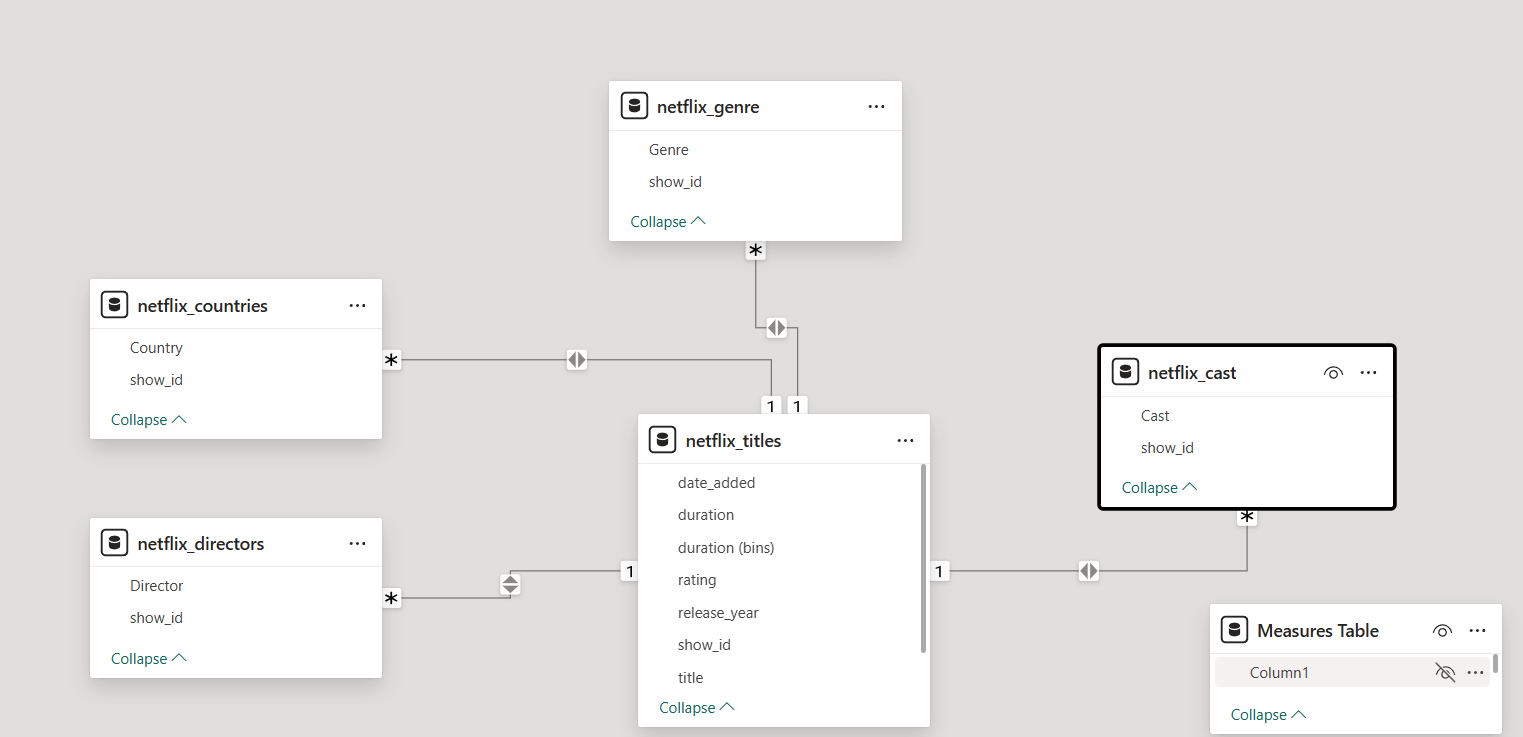 netflix_genre
Genre
show_id
Collapse
*
netflix_countries
Country
show_id
Collapse
*
1
1
netflix_cast
Cast
show_id
Collapse
*
netflix_titles
date_added
duration
duration (bins)
rating
release_year
show_id
title
Collapse
1
1
netflix_directors
Director
show_id
Collapse
*
Measures Table
Column1
Collapse